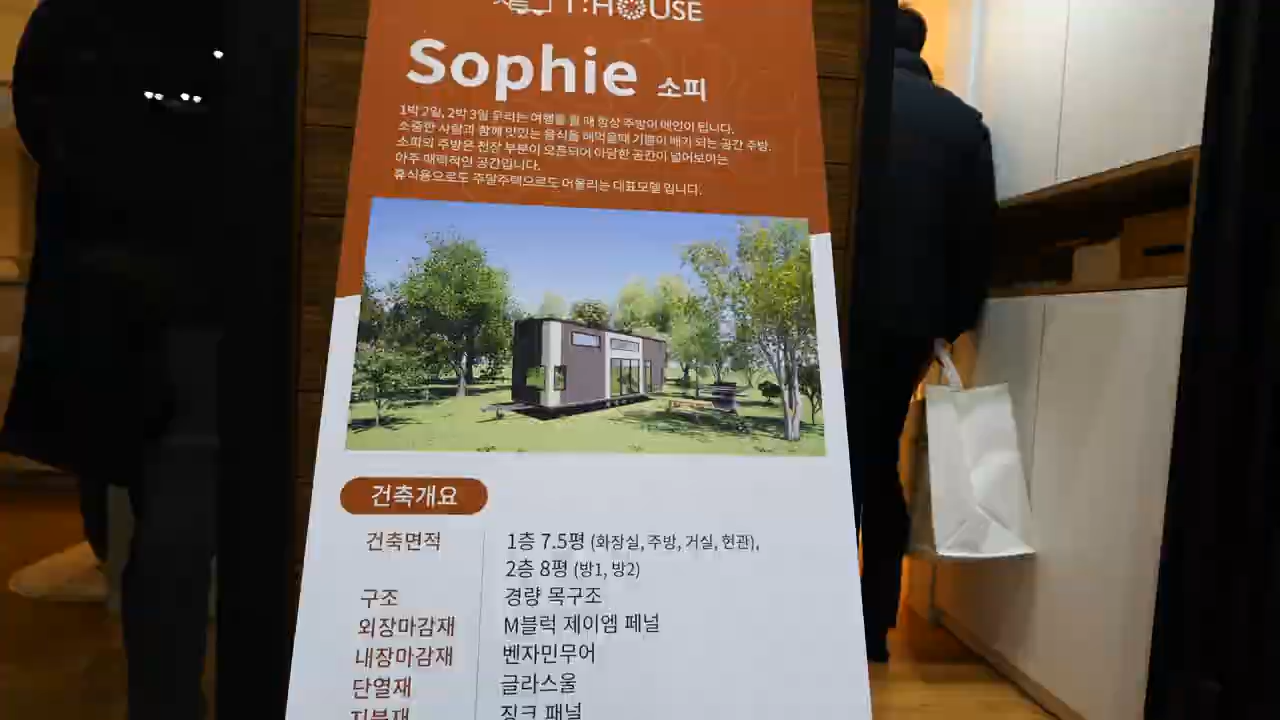 T:HOUSE
Sophie 소피
1박 2일, 2박 3일 우리는 여행을 할 때 항상 주방이 메인이 됩니다.
소중한 사람과 함께 맛있는 음식을 해먹을때 기쁨이 배가 되는 공간 주방.
소피의 주방은 천장 부분이 오픈되어 아담한 공간이 넓어보이는
아주 매력적인 공간입니다.
휴식용으로도 주말주택으로도 어울리는 대표모델 입니다.
건축개요
건축면적 1층 7.5평 (화장실, 주방, 거실, 현관),
2층 8평 (방1, 방2)
구조 경량 목구조
외장마감재 M블럭 제이엠 페널
내장마감재 벤자민무어
단열재 글라스울
지붕재 징크 패널